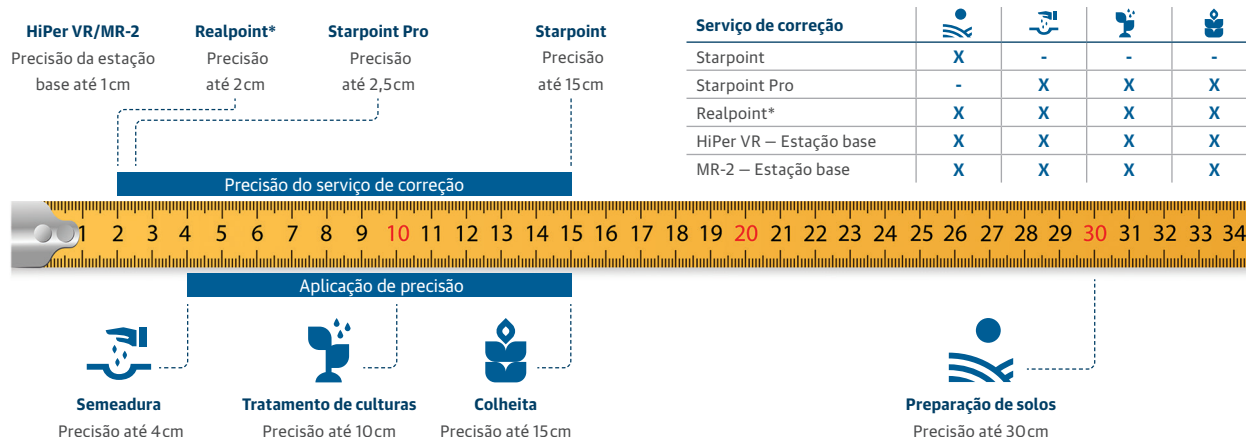 HiPer VR/MR-2
Precisão da estação
base até 1 cm
Realpoint*
Precisão
até 2 cm
Starpoint Pro
Precisão
até 2,5 cm
Starpoint
Precisão
até 15 cm
Serviço de correção
Starpoint X - - -
Starpoint Pro - X X X
Realpoint* X X X X
HiPer VR — Estação base X X X X
MR-2 — Estação base X X X X
Precisão do serviço de correção
1 2 3 4 5 6 7 8 9 10 11 12 13 14 15 16 17 18 19 20 21 22 23 24 25 26 27 28 29 30 31 32 33 34
Aplicação de precisão
Semeadura
Precisão até 4 cm
Tratamento de culturas
Precisão até 10 cm
Colheita
Precisão até 15 cm
Preparação de solos
Precisão até 30 cm